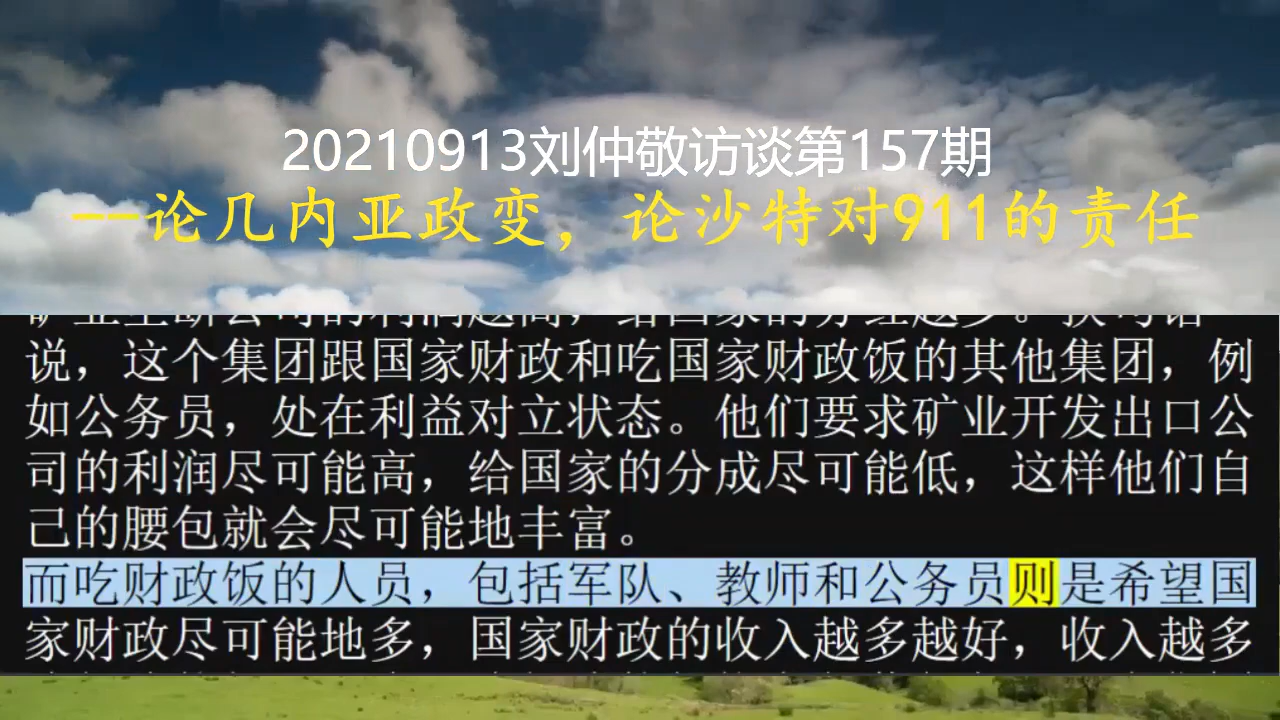 20210913刘仲敬访谈第157期
--论几内亚政变，论沙特对911的责任
说，这个集团跟国家财政和吃国家财政饭的其他集团，例
如公务员，处在利益对立状态。他们要求矿业开发出口公
司的利润尽可能高，给国家的分成尽可能低，这样他们自
己的腰包就会尽可能地丰富。
而吃财政饭的人员，包括军队、教师和公务员则是希望国
家财政尽可能地多，国家财政的收入越多越好，收入越多